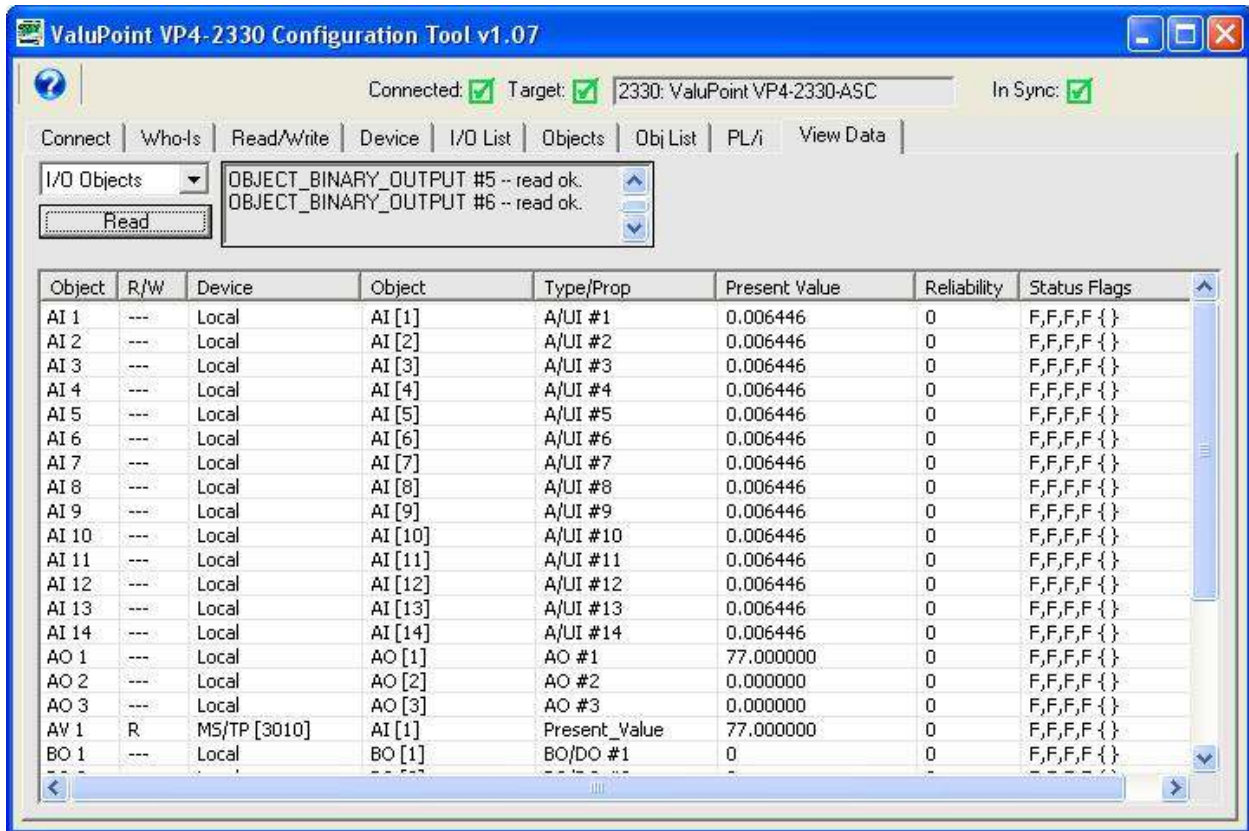 ValuPoint VP4-2330 Configuration Tool v1.07
Connected: Target: 2330: ValuPoint VP4-2330-ASC In Sync:
Connect Who-Is Read/Write Device I/O List Objects Obj List PL/i View Data
I/O Objects
Read
OBJECT_BINARY_OUTPUT #5 -- read ok.
OBJECT_BINARY_OUTPUT #6 -- read ok.
Object R/W Device Object Type/Prop Present Value Reliability Status Flags
AI 1 --- Local AI [1] A/UI #1 0.006446 0 F,F,F,F { }
AI 2 --- Local AI [2] A/UI #2 0.006446 0 F,F,F,F { }
AI 3 --- Local AI [3] A/UI #3 0.006446 0 F,F,F,F { }
AI 4 --- Local AI [4] A/UI #4 0.006446 0 F,F,F,F { }
AI 5 --- Local AI [5] A/UI #5 0.006446 0 F,F,F,F { }
AI 6 --- Local AI [6] A/UI #6 0.006446 0 F,F,F,F { }
AI 7 --- Local AI [7] A/UI #7 0.006446 0 F,F,F,F { }
AI 8 --- Local AI [8] A/UI #8 0.006446 0 F,F,F,F { }
AI 9 --- Local AI [9] A/UI #9 0.006446 0 F,F,F,F { }
AI 10 --- Local AI [10] A/UI #10 0.006446 0 F,F,F,F { }
AI 11 --- Local AI [11] A/UI #11 0.006446 0 F,F,F,F { }
AI 12 --- Local AI [12] A/UI #12 0.006446 0 F,F,F,F { }
AI 13 --- Local AI [13] A/UI #13 0.006446 0 F,F,F,F { }
AI 14 --- Local AI [14] A/UI #14 0.006446 0 F,F,F,F { }
AO 1 --- Local AO [1] AO #1 77.000000 0 F,F,F,F { }
AO 2 --- Local AO [2] AO #2 0.000000 0 F,F,F,F { }
AO 3 --- Local AO [3] AO #3 0.000000 0 F,F,F,F { }
AV 1 R MS/TP [3010] AI [1] Present_Value 77.000000 0 F,F,F,F { }
BO 1 --- Local BO [1] BO/DO #1 0 0 F,F,F,F { }